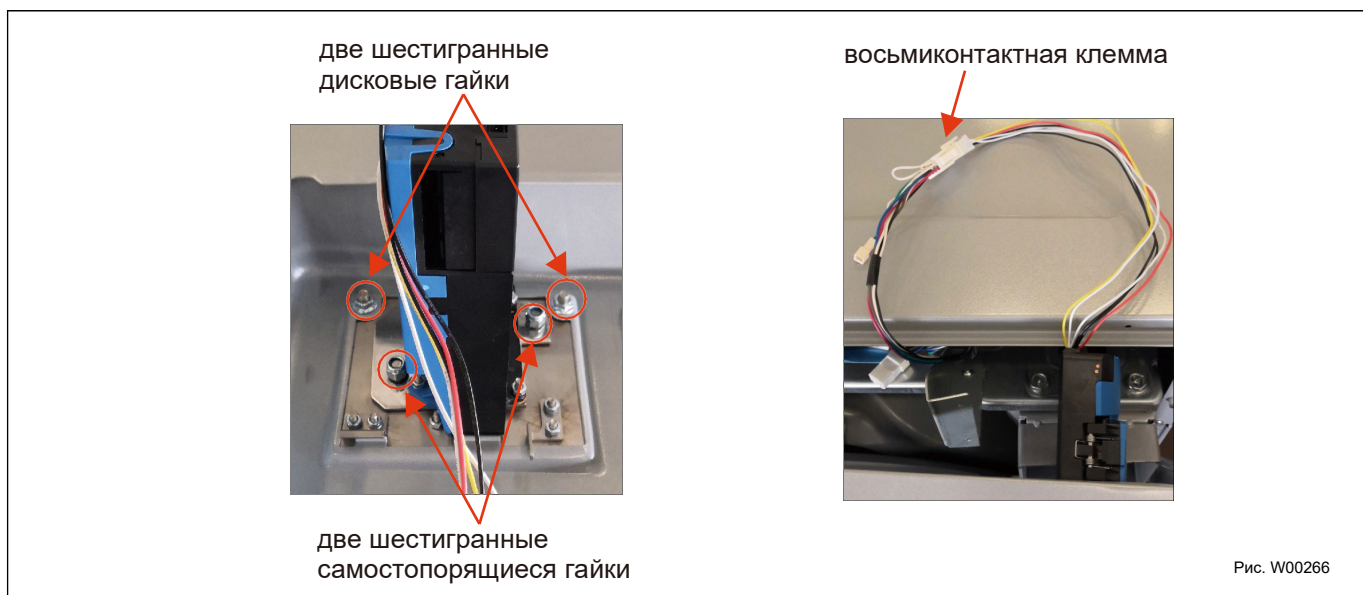 две шестигранные
дисковые гайки
восьмиконтактная клемма
две шестигранные
самостопорящиеся гайки
Рис. W00266